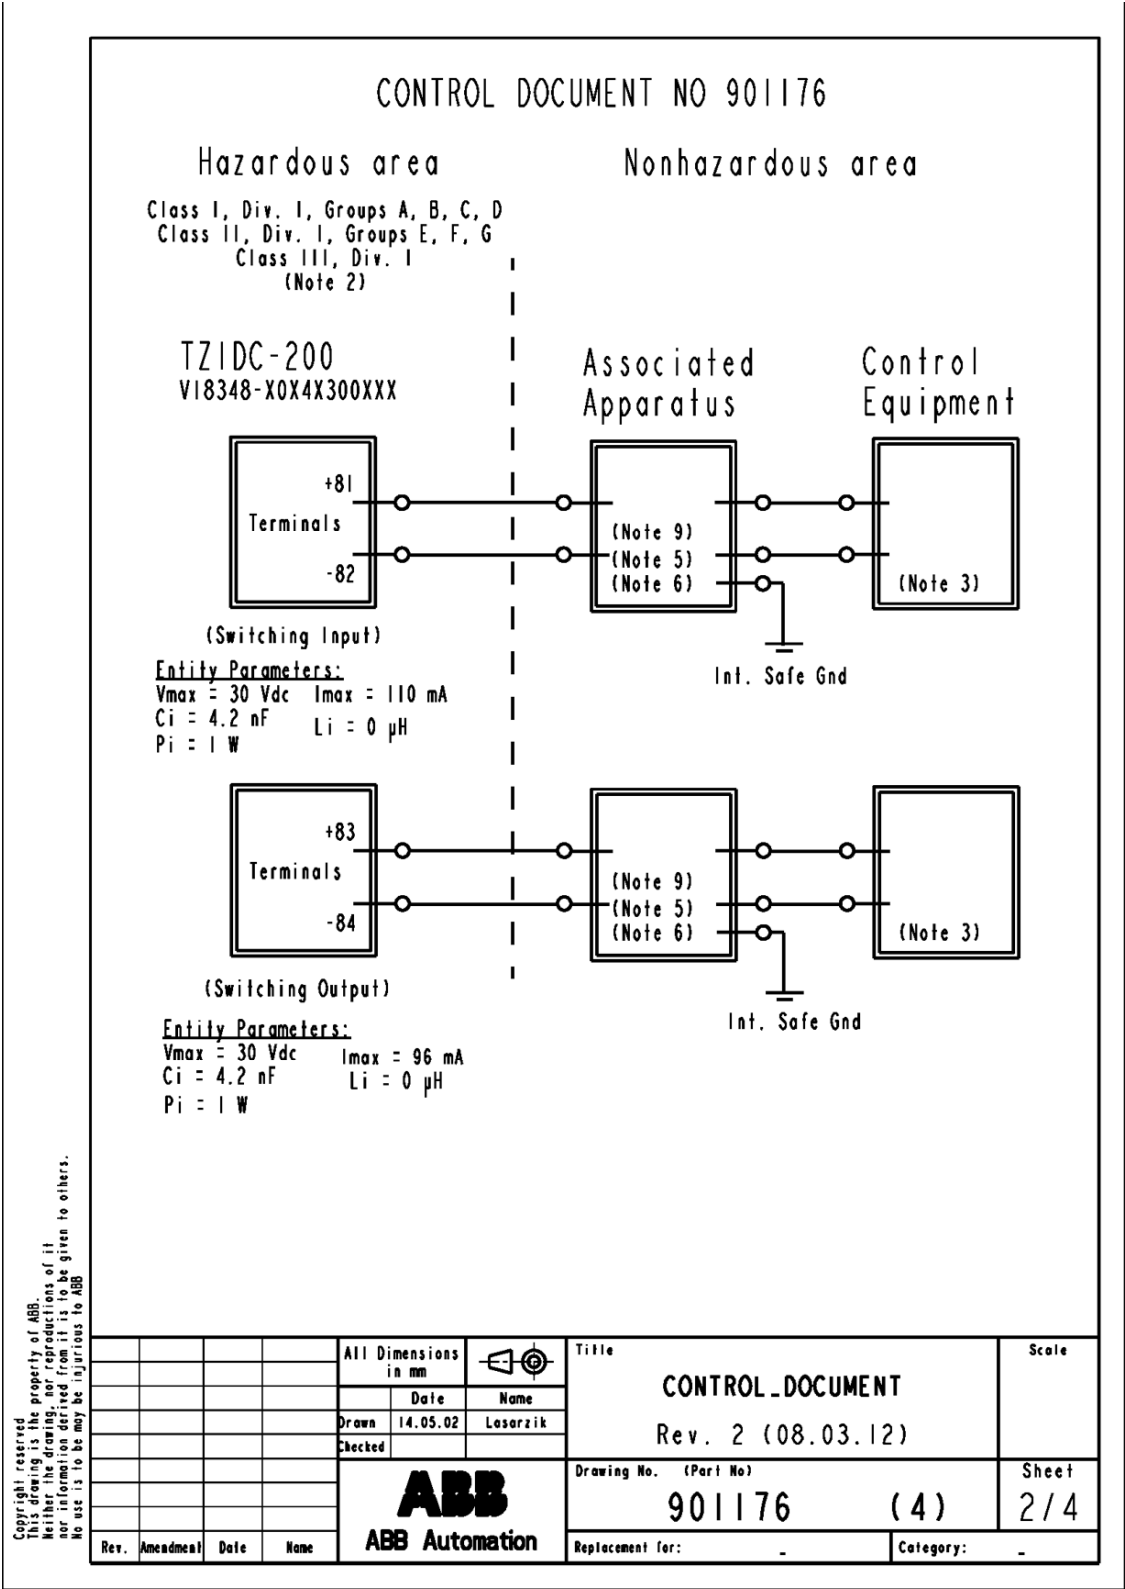 CONTROL DOCUMENT NO 901176
Hazardous area
Nonhazardous area
Class I, Div. I, Groups A, B, C, D
Class II, Div. I, Groups E, F, G
Class III, Div. I
(Note 2)
TZIDC-200
V18348-X0X4X300XXX
Associated
Apparatus
Control
Equipment
+81
Terminals
-82
(Note 9)
(Note 5)
(Note 6)
(Note 3)
(Switching Input)
Int. Safe Gnd
Entity Parameters:
Vmax = 30 Vdc Imax = 110 mA
Ci = 4.2 nF
Li = 0 µH
Pi = 1 W
+83
Terminals
-84
(Note 9)
(Note 5)
(Note 6)
(Note 3)
(Switching Output)
Int. Safe Gnd
Entity Parameters:
Vmax = 30 Vdc Imax = 96 mA
Ci = 4.2 nF Li = 0 µH
Pi = 1 W
Copyright reserved
This drawing is the property of ABB.
Neither the drawing, nor reproductions of it
nor information derived from it is to be given to others.
No use is to be may be injurious to ABB
All Dimensions
in mm
Date Name
Drawn 14.05.02 Lasarzik
Checked
ABB
ABB Automation
Rev. Amendment Date Name
Title
CONTROL_DOCUMENT
Rev. 2 (08.03.12)
Scale
Drawing No. (Part No)
901176 (4)
Sheet
2/4
Replacement for: -
Category: -